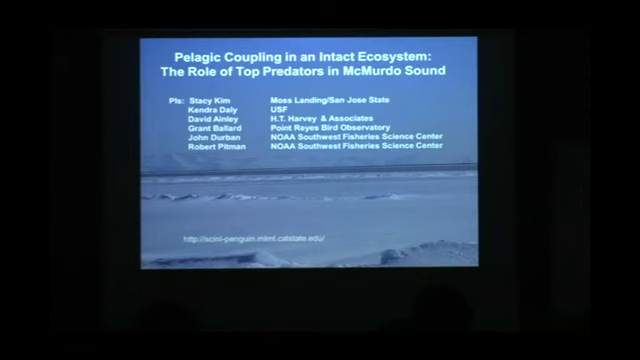 Pelagic Coupling in an Intact Ecosystem:
The Role of Top Predators in McMurdo Sound
PIs: Stacy Kim Moss Landing/San Jose State
Kendra Daly USF
David Ainley H.T. Harvey & Associates
Grant Ballard Point Reyes Bird Observatory
John Durban NOAA Southwest Fisheries Science Center
Robert Pitman NOAA Southwest Fisheries Science Center
http://scini-penguin.mlml.calstate.edu/